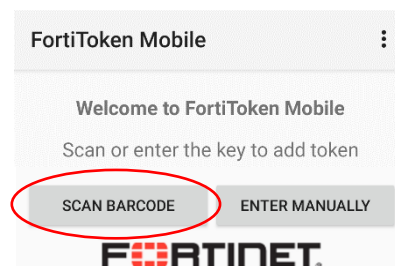 FortiToken Mobile
Welcome to FortiToken Mobile
Scan or enter the key to add token
SCAN BARCODE ENTER MANUALLY
FORTINET.